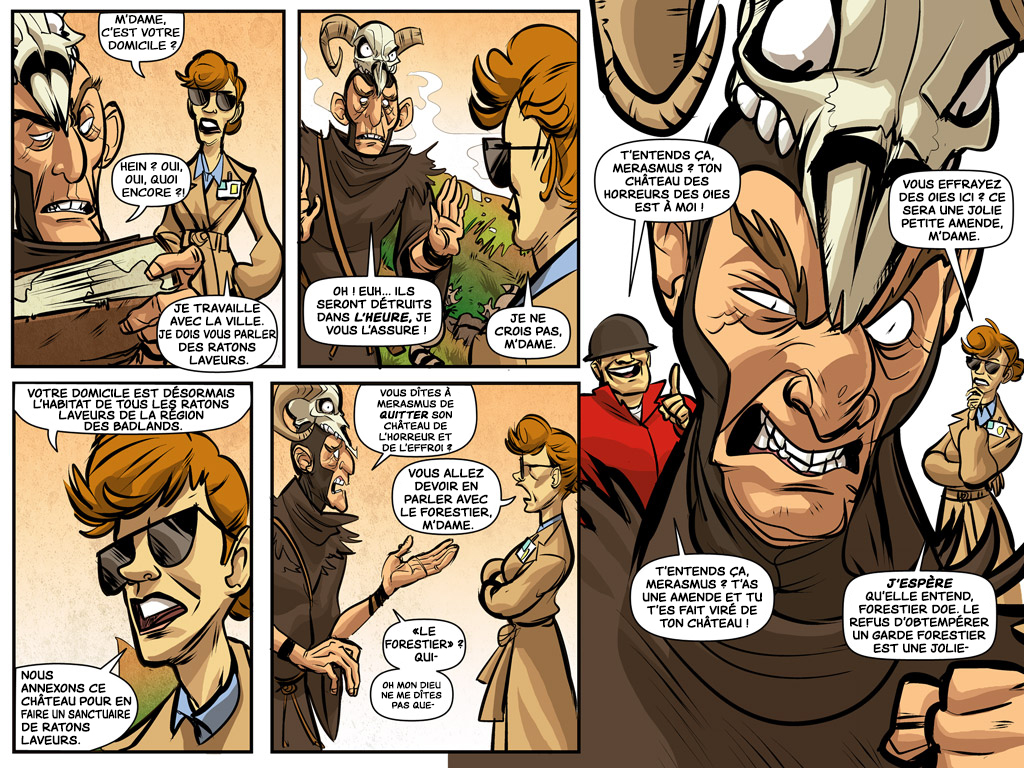 M'DAME,
C'EST VOTRE
DOMICILE ?
HEIN ? OUI,
OUI, QUOI
ENCORE ?!
JE TRAVAILLE
AVEC LA VILLE.
JE DOIS VOUS PARLER
DES RATONS
LAVEURS.
OH ! EUH... ILS
SERONT DÉTRUITS
DANS L'HEURE, JE
VOUS L'ASSURE !
JE NE
CROIS PAS,
M'DAME.
VOTRE DOMICILE EST DÉSORMAIS
L'HABITAT DE TOUS LES RATONS
LAVEURS DE LA RÉGION
DES BADLANDS.
NOUS
ANNEXONS CE
CHÂTEAU POUR EN
FAIRE UN SANCTUAIRE
DE RATONS
LAVEURS.
VOUS DÎTES À
MERASMUS DE
QUITTER SON
CHÂTEAU DE
L'HORREUR ET
DE L'EFFROI ?
VOUS ALLEZ
DEVOIR EN
PARLER AVEC
LE FORESTIER,
M'DAME.
«LE
FORESTIER» ?
QUI-
OH MON DIEU
NE ME DÎTES
PAS QUE-
T'ENTENDS ÇA,
MERASMUS ? TON
CHÂTEAU DES
HORREURS DES OIES
EST À MOI !
VOUS EFFRAYEZ
DES OIES ICI ? CE
SERA UNE JOLIE
PETITE AMENDE,
M'DAME.
T'ENTENDS ÇA,
MERASMUS ? T'AS
UNE AMENDE ET TU
T'ES FAIT VIRÉ DE
TON CHÂTEAU !
J'ESPÈRE
QU'ELLE ENTEND,
FORESTIER DOE. LE
REFUS D'OBTEMPÉRER
UN GARDE FORESTIER
EST UNE JOLIE-